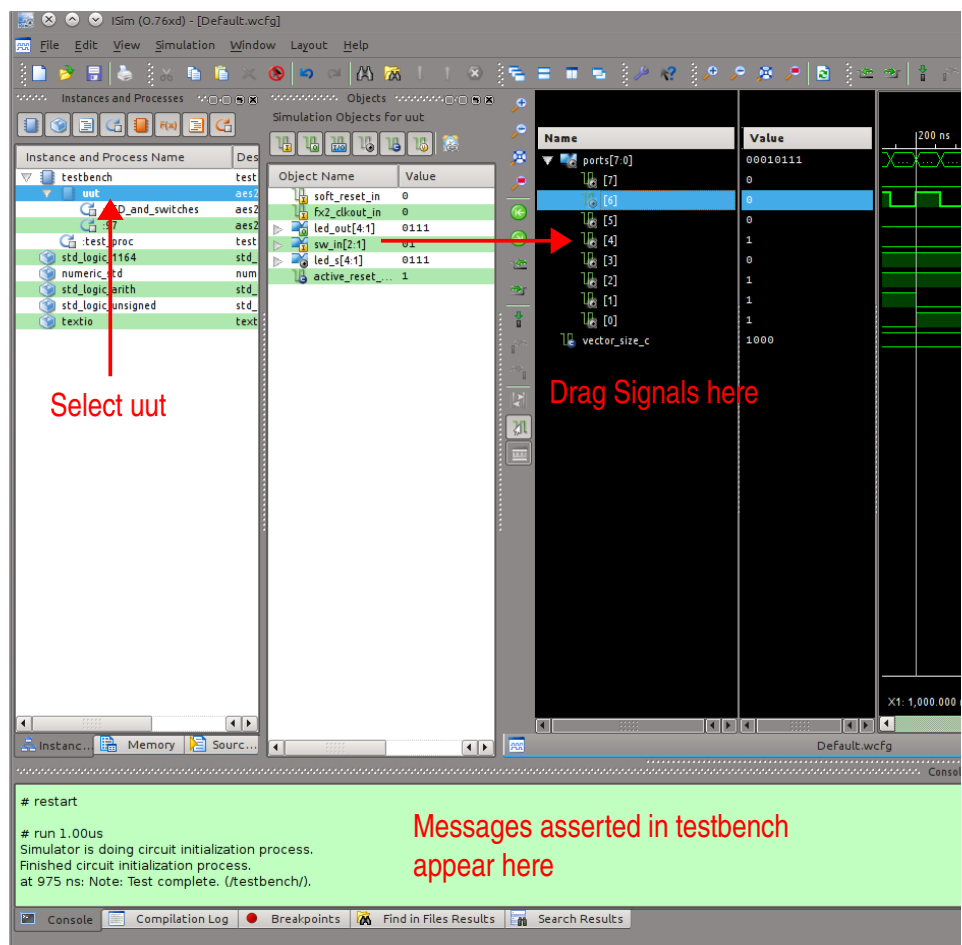 ISim (O.76xd) - [Default.wcfg]
File Edit View Simulation Window Layout Help
Instances and Processes
Instance and Process Name Des
testbench test
uut aes2
ED_and_switches aes2
:97 aes2
:test_proc test
std_logic_1164 std_
numeric_std num
std_logic_arith std_
std_logic_unsigned std_
textio text
Select uut
Instanc... Memory Sourc...
Objects
Simulation Objects for uut
Object Name Value
soft_reset_in 0
fx2_clkout_in 0
led_out[4:1] 0111
sw_in[2:1] 01
led_s[4:1] 0111
active_reset_... 1
Name Value
ports[7:0] 00010111
[7] 0
[6] 0
[5] 0
[4] 1
[3] 0
[2] 1
[1] 1
[0] 1
vector_size_c 1000
Drag Signals here
200 ns
X1: 1,000.000
Default.wcfg
Consol
# restart
# run 1.00us
Simulator is doing circuit initialization process.
Finished circuit initialization process.
at 975 ns: Note: Test complete. (/testbench/).
Messages asserted in testbench
appear here
Console Compilation Log Breakpoints Find in Files Results Search Results